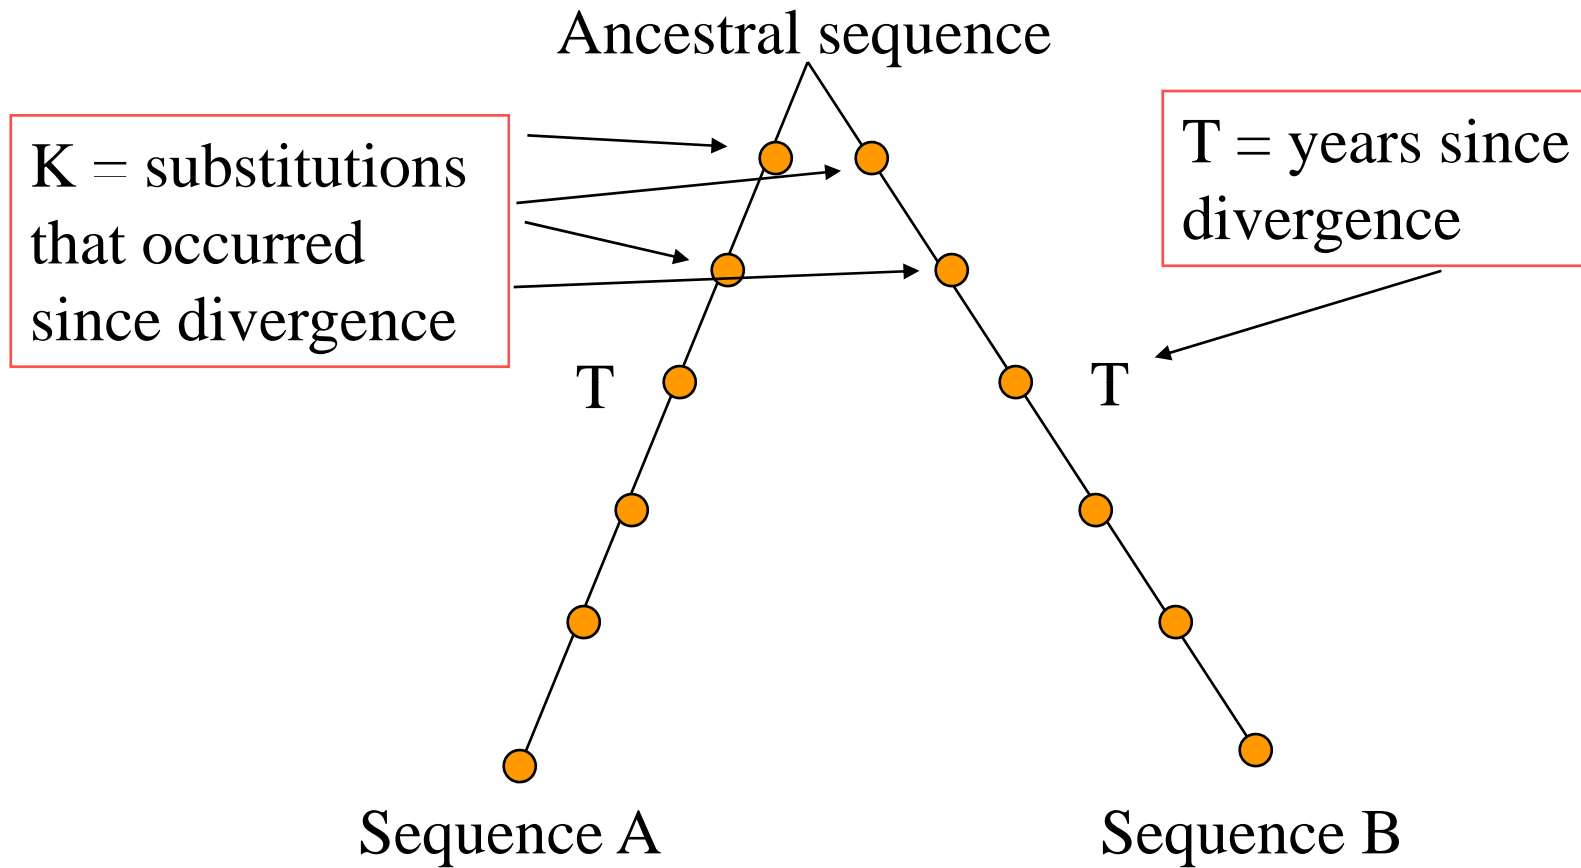 Ancestral sequence
K = substitutions
that occurred
since divergence
T = years since
divergence
T
T
Sequence A
Sequence B